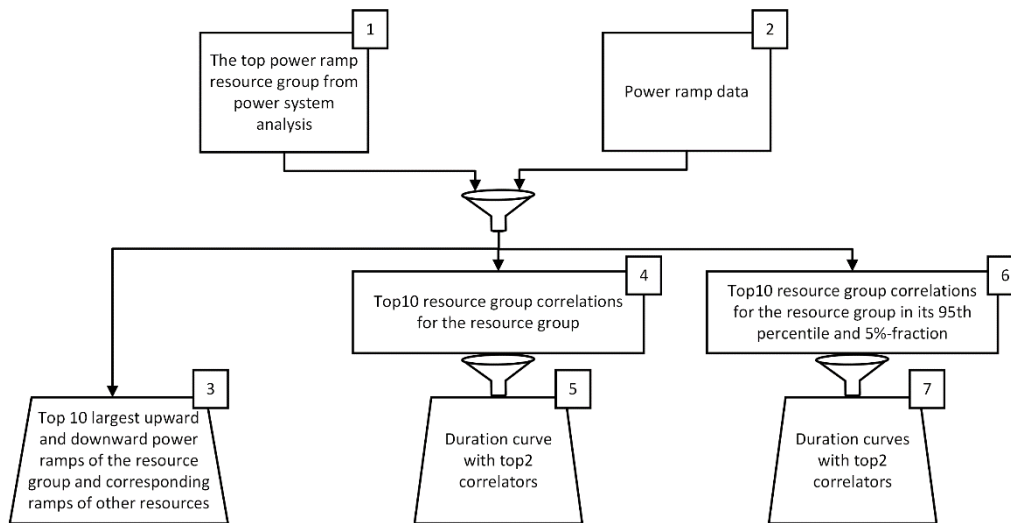 1
The top power ramp
resource group from
power system
analysis
2
Power ramp data
4
Top10 resource group correlations
for the resource group
6
Top10 resource group correlations
for the resource group in its 95th
percentile and 5%-fraction
3
Top 10 largest upward
and downward power
ramps of the resource
group and corresponding
ramps of other resources
5
Duration curve
with top2
correlators
7
Duration curves
with top2
correlators